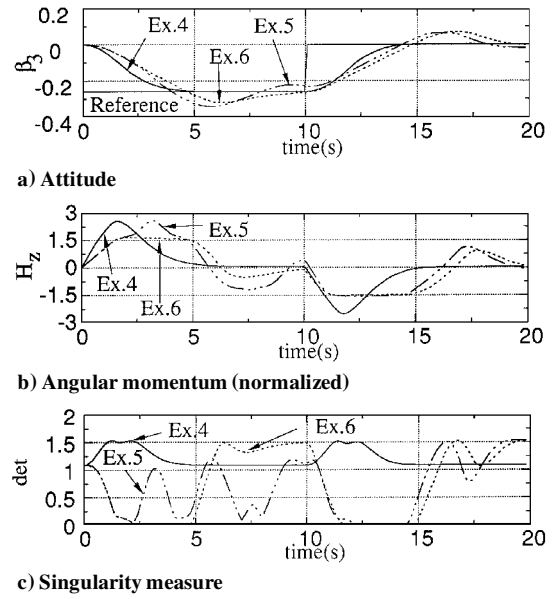 0.2
Ex.4
Ex.5
0
β3
-0.2
Ex.6
Reference
-0.4
0 5 10 15 20
time(s)
a) Attitude
3
Ex.5
1.5
Hz
0
Ex.4
-1.5
Ex.6
-3
0 5 10 15 20
time(s)
b) Angular momentum (normalized)
2
Ex.4
Ex.6
1.5
det
1
Ex.5
0.5
0
0 5 10 15 20
time(s)
c) Singularity measure